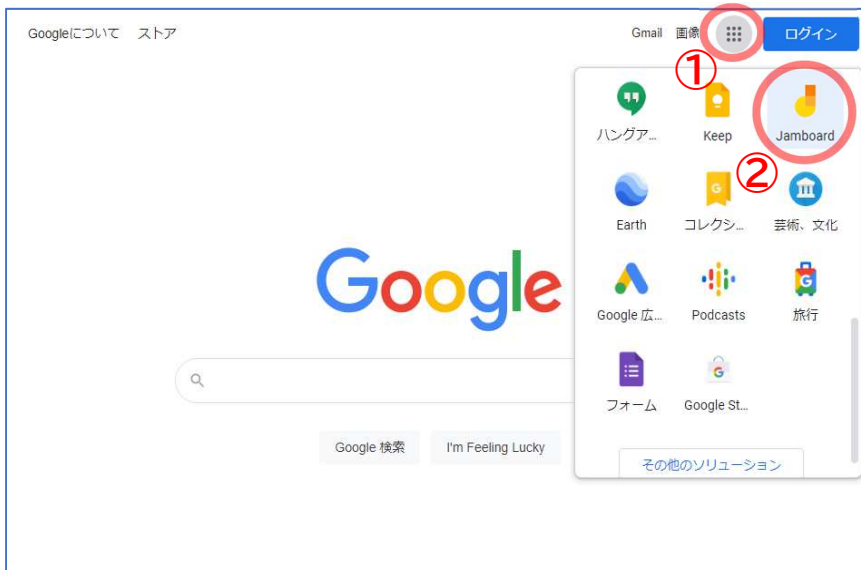 Googleについて ストア
Gmail 画像 ログイン
①
ハングア... Keep Jamboard
②
Earth コレクシ... 芸術、文化
Google
Google 広... Podcasts 旅行
フォーム Google St...
Google 検索 I'm Feeling Lucky
その他のソリューション